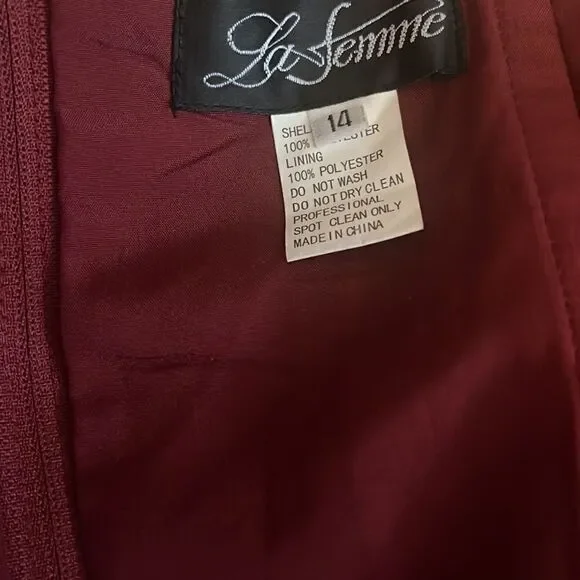 La Femme
14
SHEL
100%
LINING
100% POLYESTER
DO NOT WASH
DO NOT DRY CLEAN
PROFESSIONAL
SPOT CLEAN ONLY
MADE IN CHINA